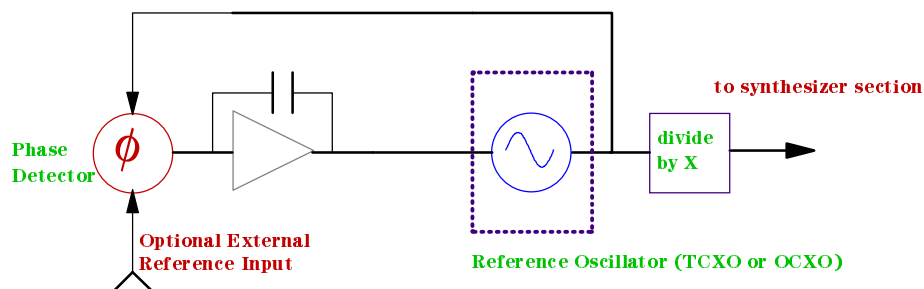 to synthesizer section
Phase
Detector
ϕ
divide
by X
Optional External
Reference Input
Reference Oscillator (TCXO or OCXO)